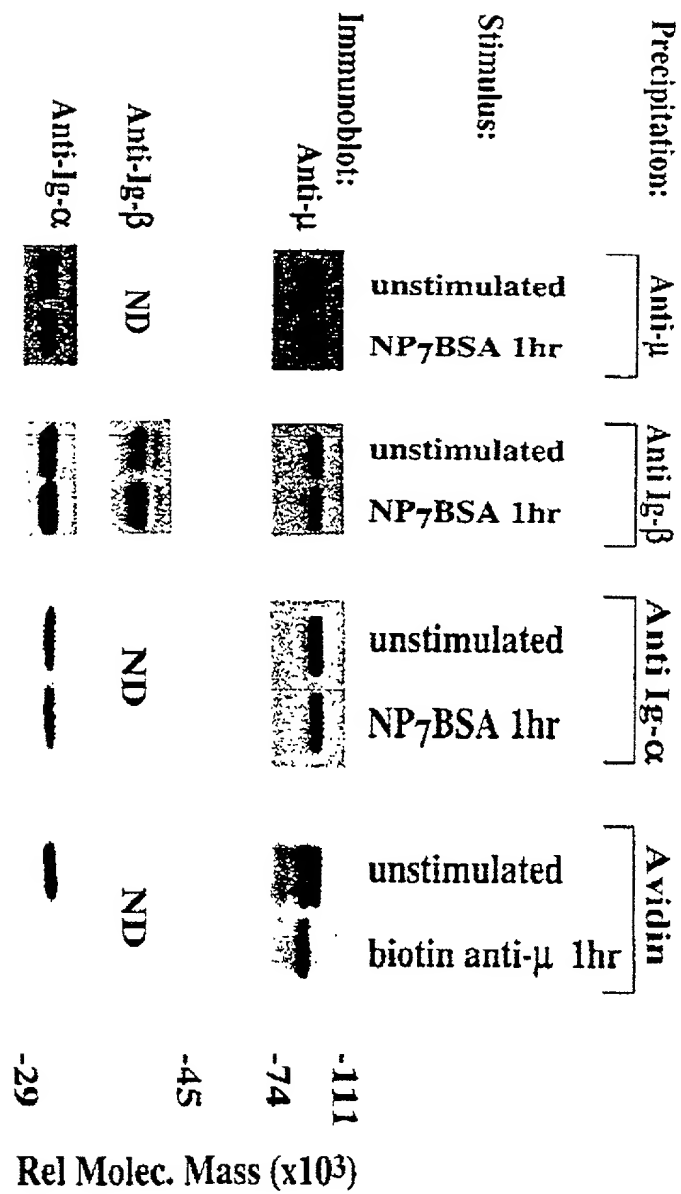 Precipitation:
Anti-μ
Anti Ig-β
Anti Ig-α
Avidin
Stimulus:
unstimulated
NP7BSA 1hr
unstimulated
NP7BSA 1hr
unstimulated
NP7BSA 1hr
unstimulated
biotin anti-μ 1hr
Immunoblot:
Anti-μ
-111
-74
Anti-Ig-β
ND
ND
ND
-45
Anti-Ig-α
-29
Rel Molec. Mass (x10³)